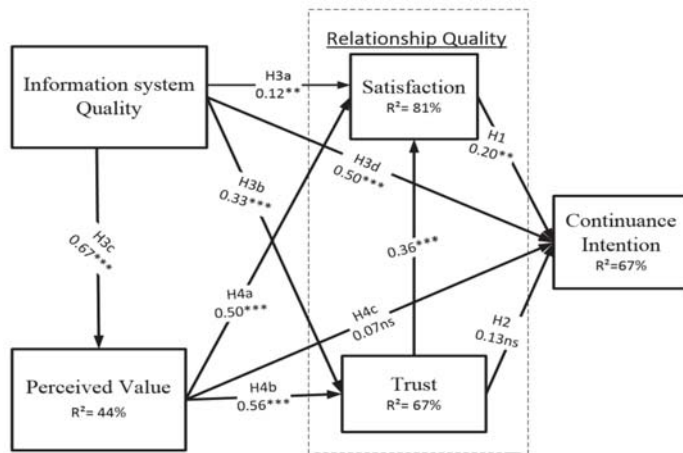 Relationship Quality
Information system
Quality
H3a
0.12**
Satisfaction
R²= 81%
H1
0.20**
H3d
0.50***
H3b
0.33***
H3c
0.67***
0.36***
Continuance
Intention
R²=67%
H4a
0.50***
H4c
0.07ns
H2
0.13ns
Perceived Value
R²= 44%
H4b
0.56***
Trust
R²= 67%